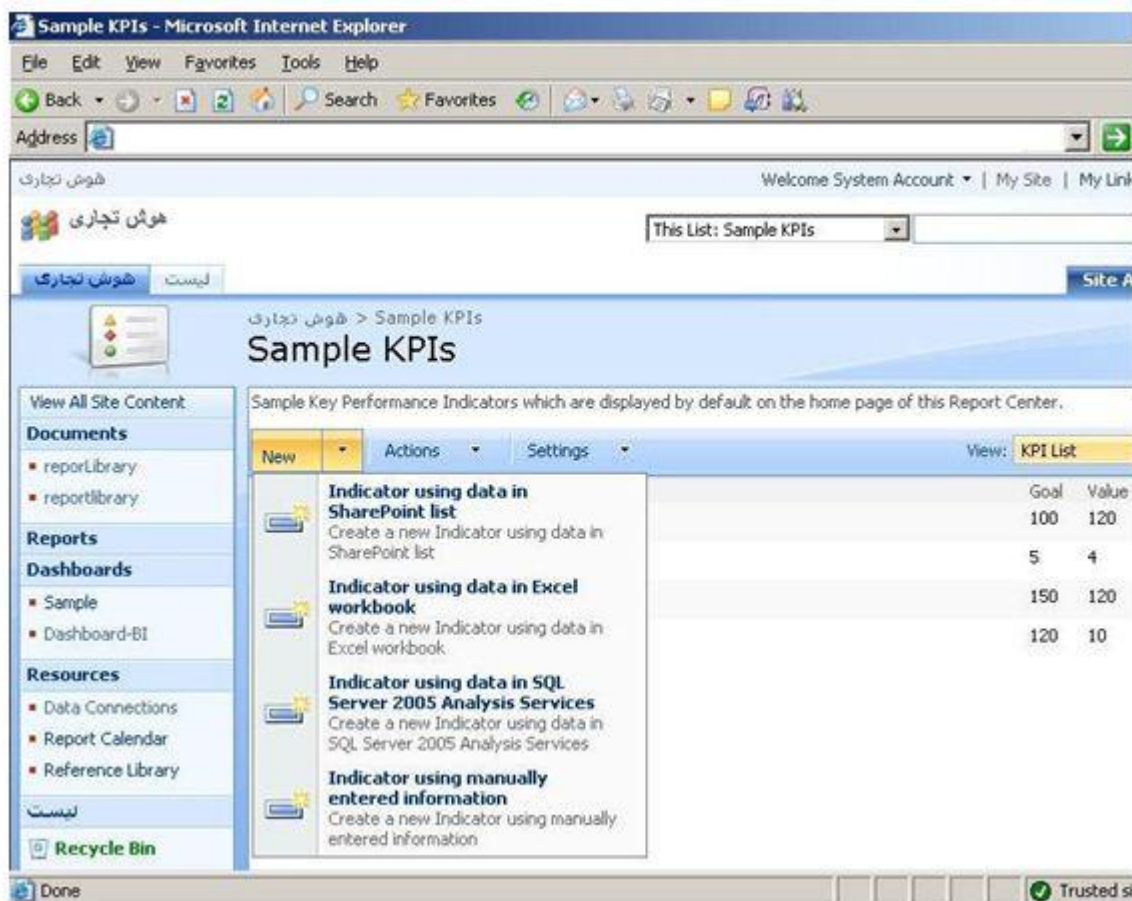 Sample KPIs - Microsoft Internet Explorer
File Edit View Favorites Tools Help
Back Search Favorites
Address
هوش تجاری
Welcome System Account | My Site | My Link
هوش تجاری
This List: Sample KPIs
هوش تجاری لیست
Site A
هوش تجاری > Sample KPIs
Sample KPIs
View All Site Content
Documents
reporLibrary
reportlibrary
Reports
Dashboards
Sample
Dashboard-BI
Resources
Data Connections
Report Calendar
Reference Library
لیست
Recycle Bin
Sample Key Performance Indicators which are displayed by default on the home page of this Report Center.
New Actions Settings View: KPI List
Indicator using data in
SharePoint list
Create a new Indicator using data in
SharePoint list
Indicator using data in Excel
workbook
Create a new Indicator using data in
Excel workbook
Indicator using data in SQL
Server 2005 Analysis Services
Create a new Indicator using data in
SQL Server 2005 Analysis Services
Indicator using manually
entered information
Create a new Indicator using manually
entered information
Goal Value
100 120
5 4
150 120
120 10
Done
Trusted si